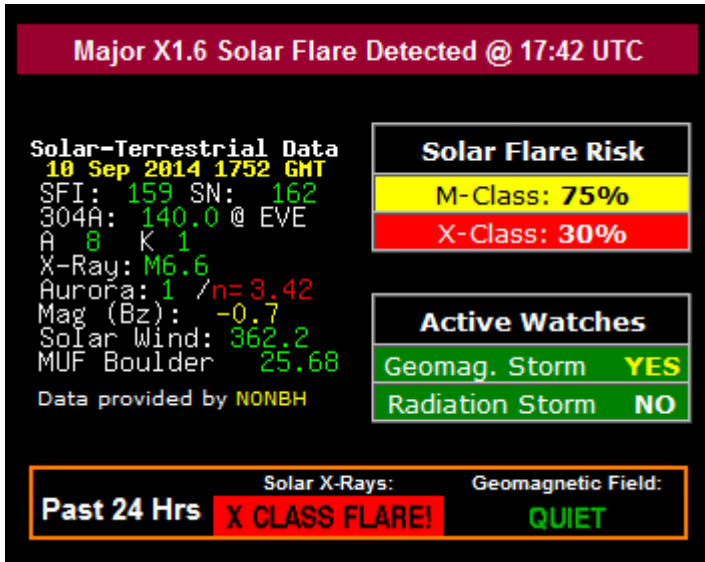 Major X1.6 Solar Flare Detected @ 17:42 UTC
Solar-Terrestrial Data
10 Sep 2014 1752 GMT
SFI: 159 SN: 162
304A: 140.0 @ EVE
A 8 K 1
X-Ray: M6.6
Aurora: 1 /n= 3.42
Mag (Bz): -0.7
Solar Wind: 362.2
MUF Boulder 25.68
Data provided by N0NBH
Solar Flare Risk
M-Class: 75%
X-Class: 30%
Active Watches
Geomag. Storm YES
Radiation Storm NO
Past 24 Hrs
Solar X-Rays:
X CLASS FLARE!
Geomagnetic Field:
QUIET